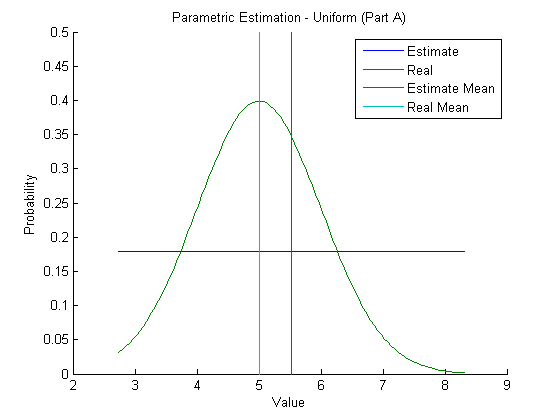 Parametric Estimation - Uniform (Part A)
0.5
0.45
0.4
0.35
0.3
0.25
0.2
0.15
0.1
0.05
0
Probability
Estimate
Real
Estimate Mean
Real Mean
2 3 4 5 6 7 8 9
Value